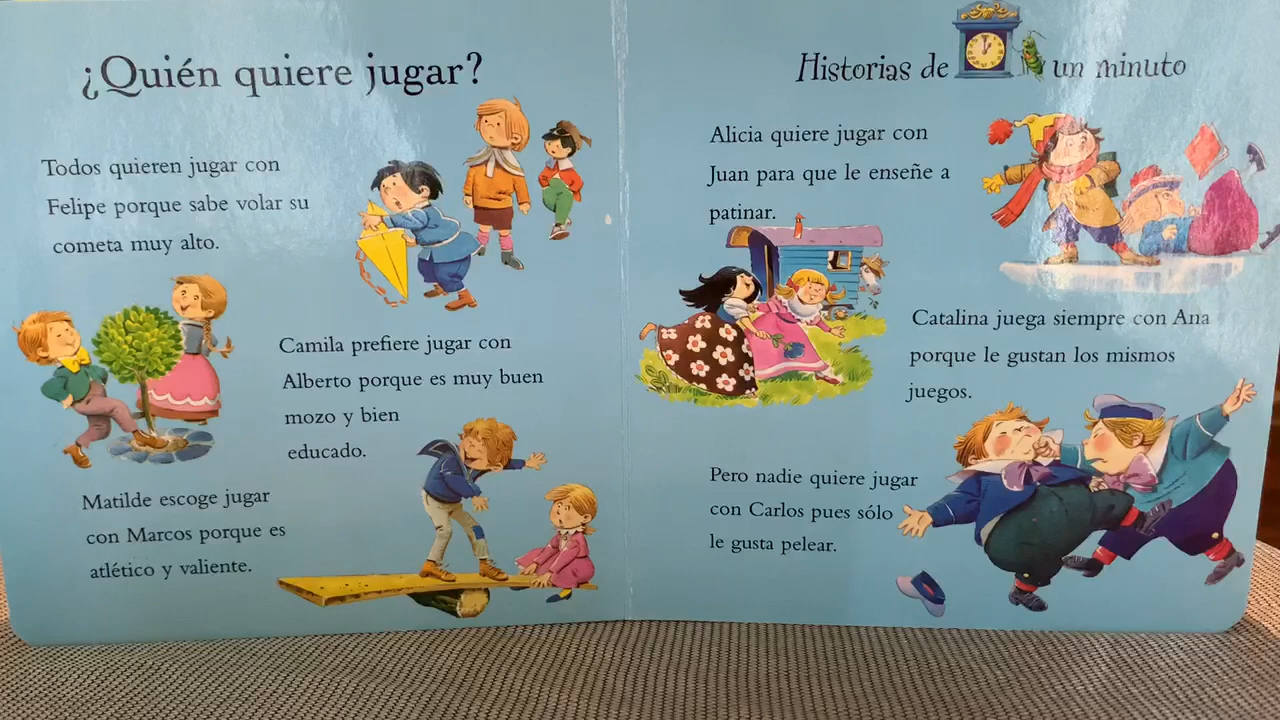 ¿Quién quiere jugar?
Todos quieren jugar con
Felipe porque sabe volar su
cometa muy alto.
Camila prefiere jugar con
Alberto porque es muy buen
mozo y bien
educado.
Matilde escoge jugar
con Marcos porque es
atlético y valiente.
Historias de un minuto
Alicia quiere jugar con
Juan para que le enseñe a
patinar.
Catalina juega siempre con Ana
porque le gustan los mismos
juegos.
Pero nadie quiere jugar
con Carlos pues sólo
le gusta pelear.